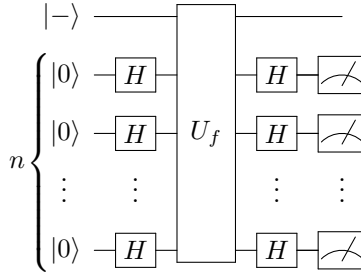 |−⟩
|0⟩ H H
|0⟩ H U_f H
n
⋮ ⋮ ⋮ ⋮
|0⟩ H H